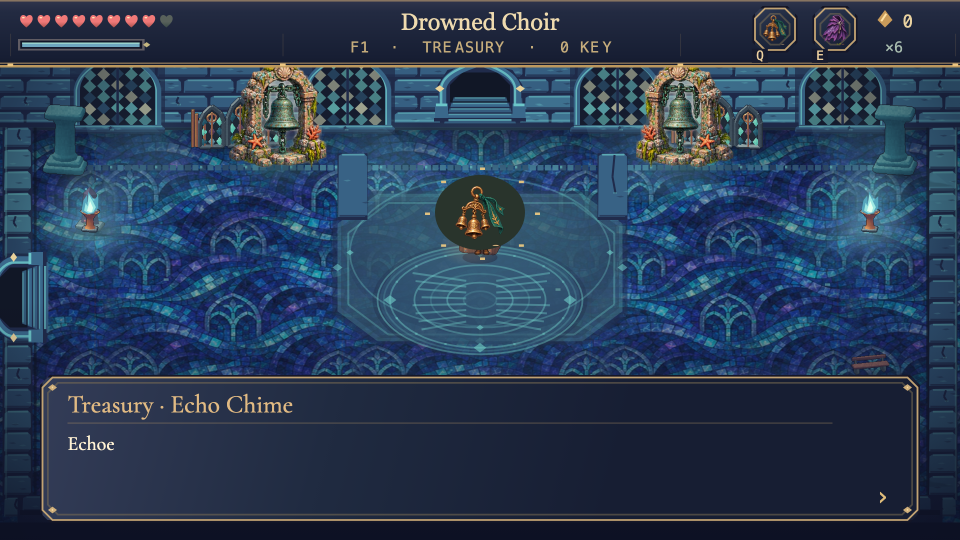 Drowned Choir
F1 · TREASURY · 0 KEY
Q
E
0
×6
Treasury · Echo Chime
Echoe